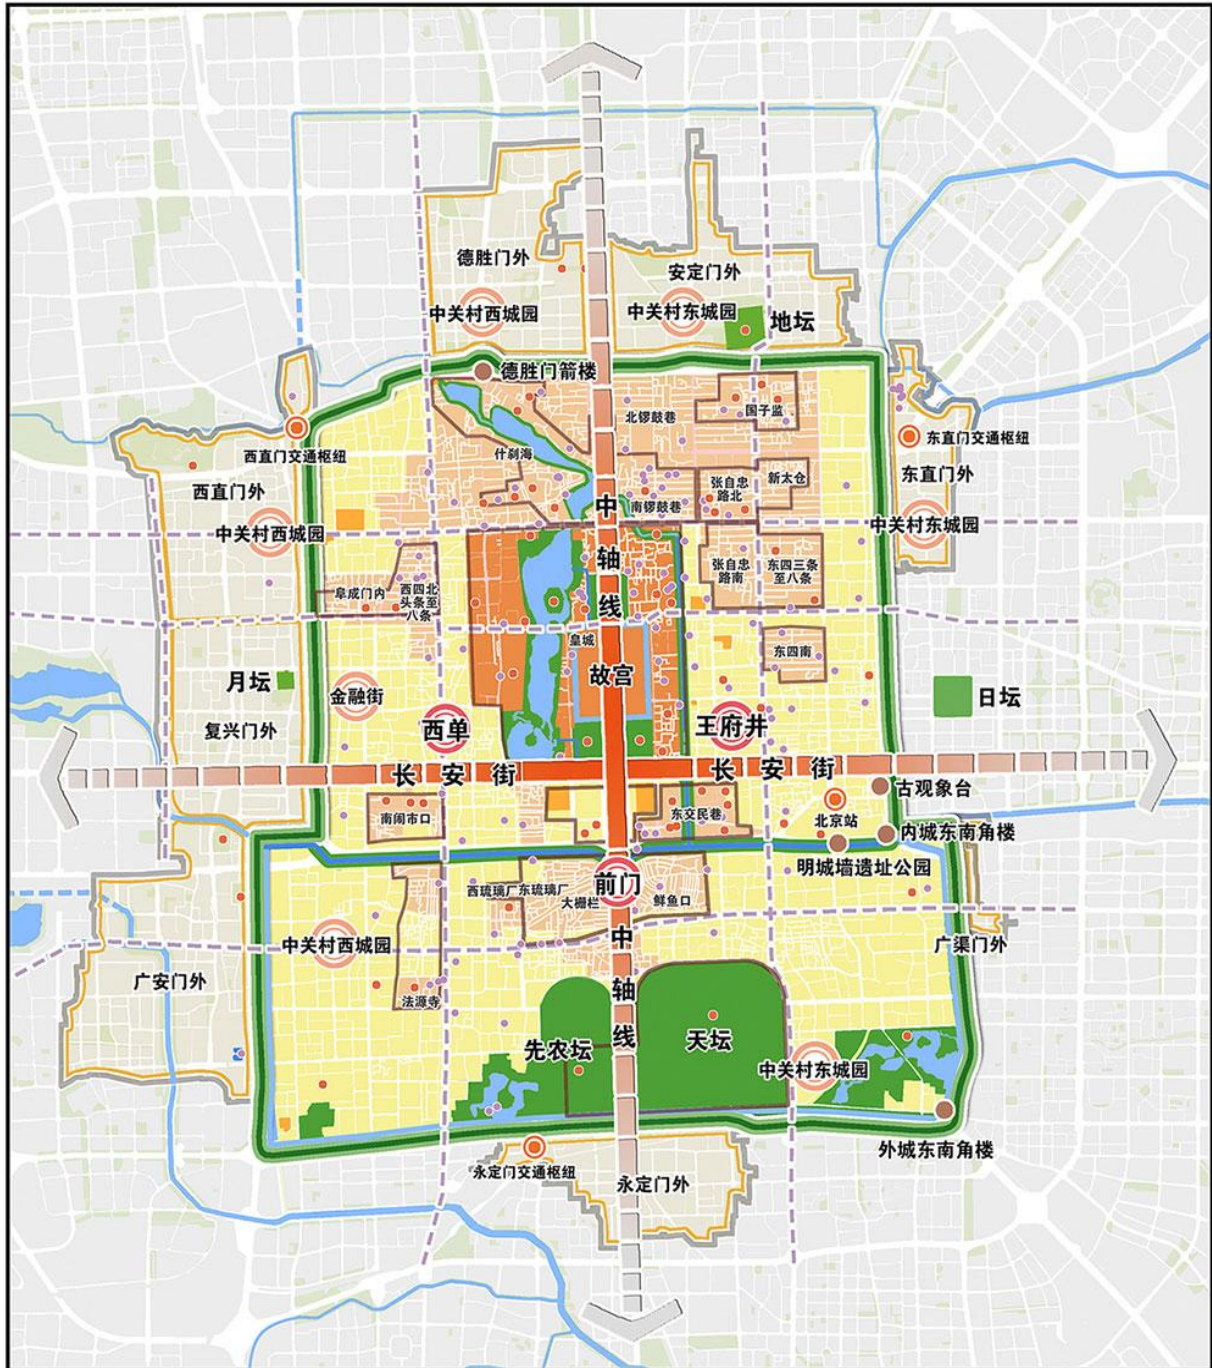 德胜门外
安定门外
中关村西城园
中关村东城园
地坛
德胜门箭楼
国子监
北锣鼓巷
西直门交通枢纽
东直门交通枢纽
什刹海
西直门外
东直门外
张自忠
路北
新太仓
南锣鼓巷
中关村西城园
中关村东城园
中
轴
线
阜成门内
西四北
头条至
八条
张自忠
路南
东四三条
至八条
皇城
东四南
故宫
月坛
金融街
日坛
复兴门外
西单
王府井
长安街
长安街
古观象台
南闹市口
东交民巷
北京站
内城东南角楼
明城墙遗址公园
西琉璃厂
东琉璃厂
大栅栏
前门
鲜鱼口
中关村西城园
广渠门外
广安门外
法源寺
中
轴
线
先农坛
天坛
中关村东城园
外城东南角楼
永定门交通枢纽
永定门外